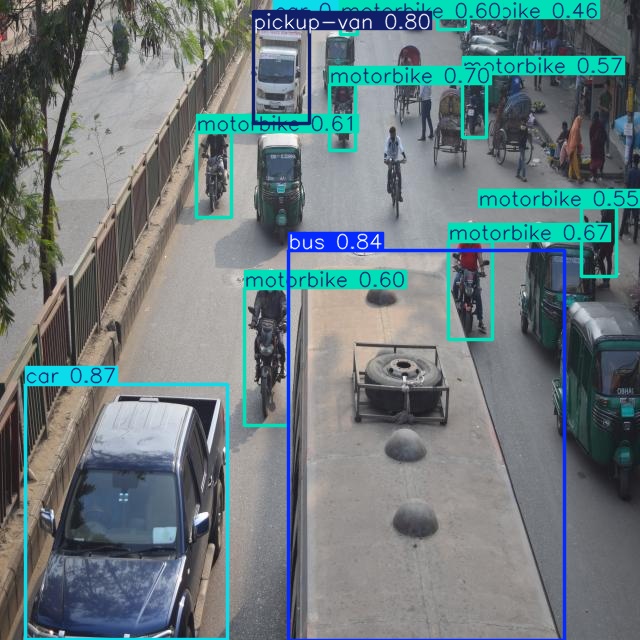 0.60
bike 0.46
pickup-van 0.80
motorbike 0.57
motorbike 0.70
motorbike 0.61
motorbike 0.55
motorbike 0.67
bus 0.84
motorbike 0.60
car 0.87